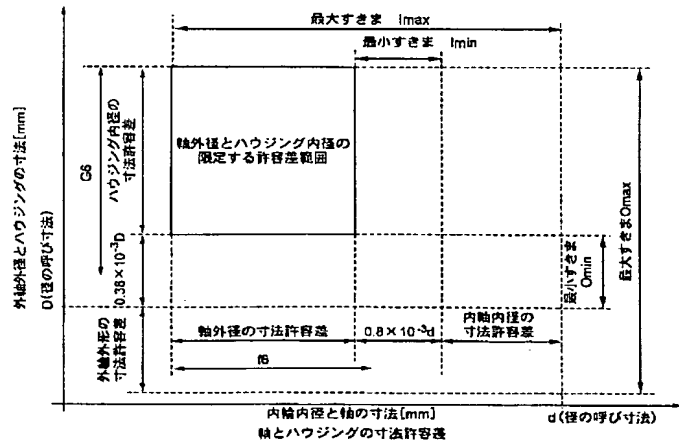 最大すきま Imax
最小すきま Imin
軸外径とハウジング内径の
限定する許容差範囲
外輪外径とハウジングの寸法[mm]
D(径の呼び寸法)
G6
ハウジング内径の
寸法許容差
0.38×10⁻³D
外輪外形の
寸法許容差
最小すきま
Omin
最大すきまOmax
軸外径の寸法許容差
0.8×10⁻³d
内軸内径の
寸法許容差
f6
内輪内径と軸の寸法[mm]
d(径の呼び寸法)
軸とハウジングの寸法許容差